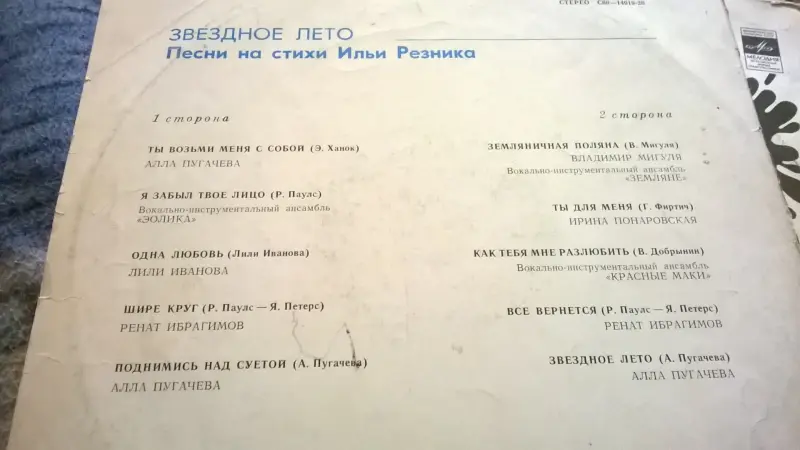 СТЕРЕО С60—14619-20
ЗВЕЗДНОЕ ЛЕТО
Песни на стихи Ильи Резника
1 сторона
ТЫ ВОЗЬМИ МЕНЯ С СОБОЙ (Э. Ханок)
АЛЛА ПУГАЧЕВА
Я ЗАБЫЛ ТВОЕ ЛИЦО (Р. Паулс)
Вокально-инструментальный ансамбль
«ЭОЛИКА»
ОДНА ЛЮБОВЬ (Лили Иванова)
ЛИЛИ ИВАНОВА
ШИРЕ КРУГ (Р. Паулс — Я. Петерс)
РЕНАТ ИБРАГИМОВ
ПОДНИМИСЬ НАД СУЕТОЙ (А. Пугачева)
АЛЛА ПУГАЧЕВА
2 сторона
ЗЕМЛЯНИЧНАЯ ПОЛЯНА (В. Мигуля)
ВЛАДИМИР МИГУЛЯ
Вокально-инструментальный ансамбль
«ЗЕМЛЯНЕ»
ТЫ ДЛЯ МЕНЯ (Г. Фиртич)
ИРИНА ПОНАРОВСКАЯ
КАК ТЕБЯ МНЕ РАЗЛЮБИТЬ (В. Добрынин)
Вокально-инструментальный ансамбль
«КРАСНЫЕ МАКИ»
ВСЕ ВЕРНЕТСЯ (Р. Паулс — Я. Петерс)
РЕНАТ ИБРАГИМОВ
ЗВЕЗДНОЕ ЛЕТО (А. Пугачева)
АЛЛА ПУГАЧЕВА
МЕЛОДИЯ